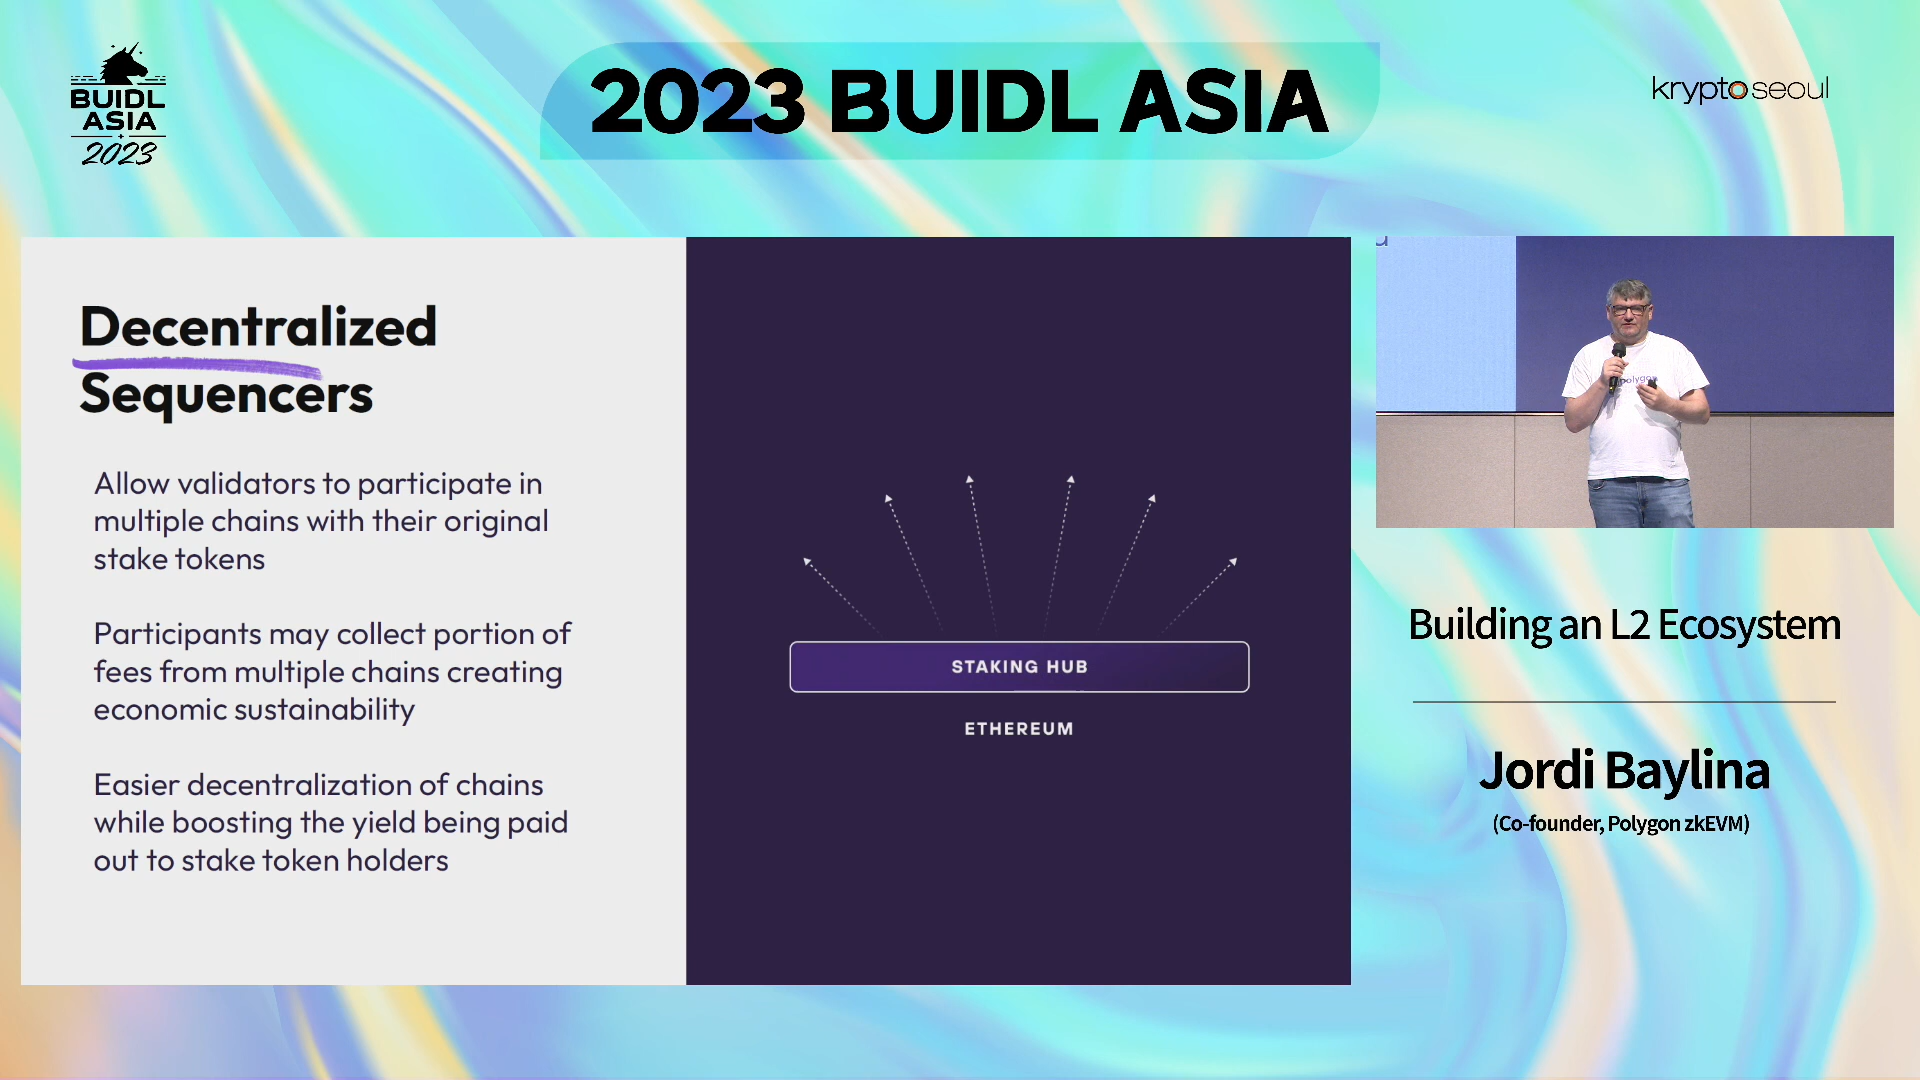 BUIDL
ASIA
2023
2023 BUIDL ASIA
kryptoseoul
Decentralized
Sequencers
Allow validators to participate in
multiple chains with their original
stake tokens
Participants may collect portion of
fees from multiple chains creating
economic sustainability
Easier decentralization of chains
while boosting the yield being paid
out to stake token holders
STAKING HUB
ETHEREUM
polygon
Building an L2 Ecosystem
Jordi Baylina
(Co-founder, Polygon zkEVM)